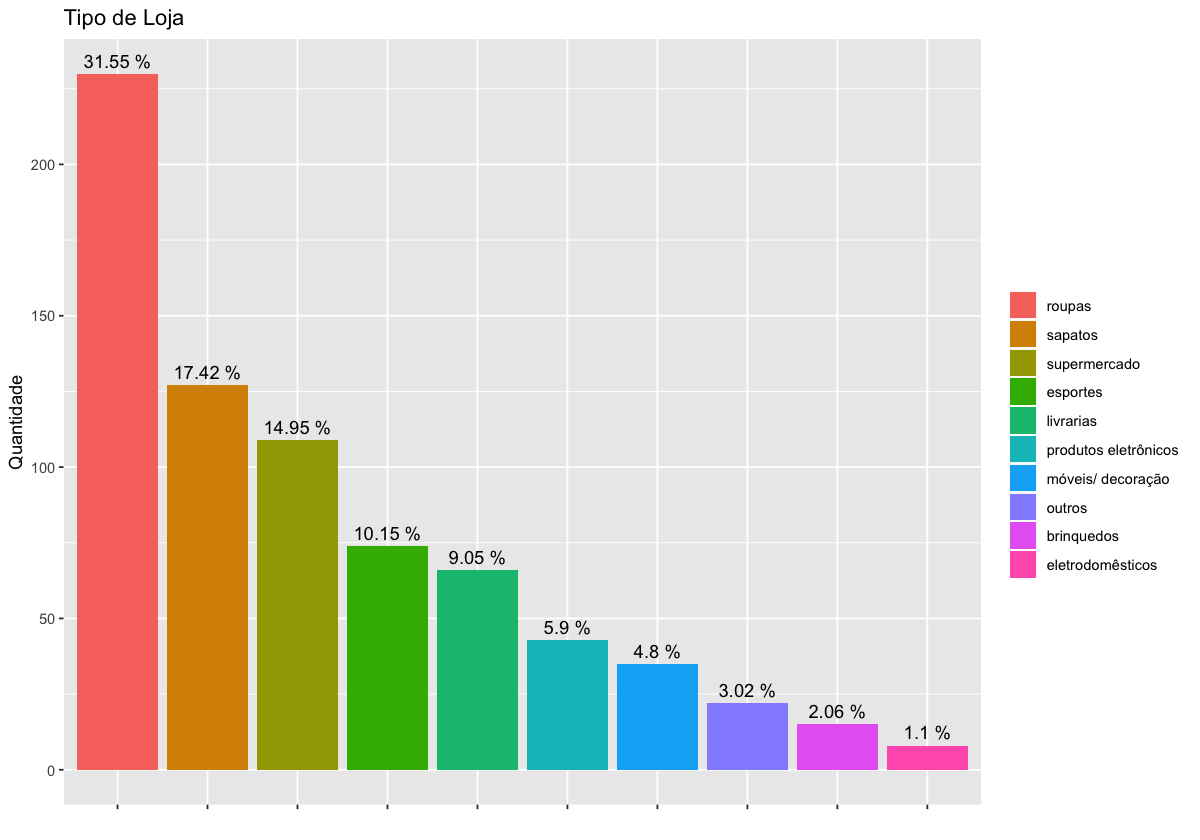 Tipo de Loja
31.55 %
17.42 %
14.95 %
10.15 %
9.05 %
5.9 %
4.8 %
3.02 %
2.06 %
1.1 %
200
150
100
50
0
Quantidade
roupas
sapatos
supermercado
esportes
livrarias
produtos eletrônicos
móveis/ decoração
outros
brinquedos
eletrodomêsticos